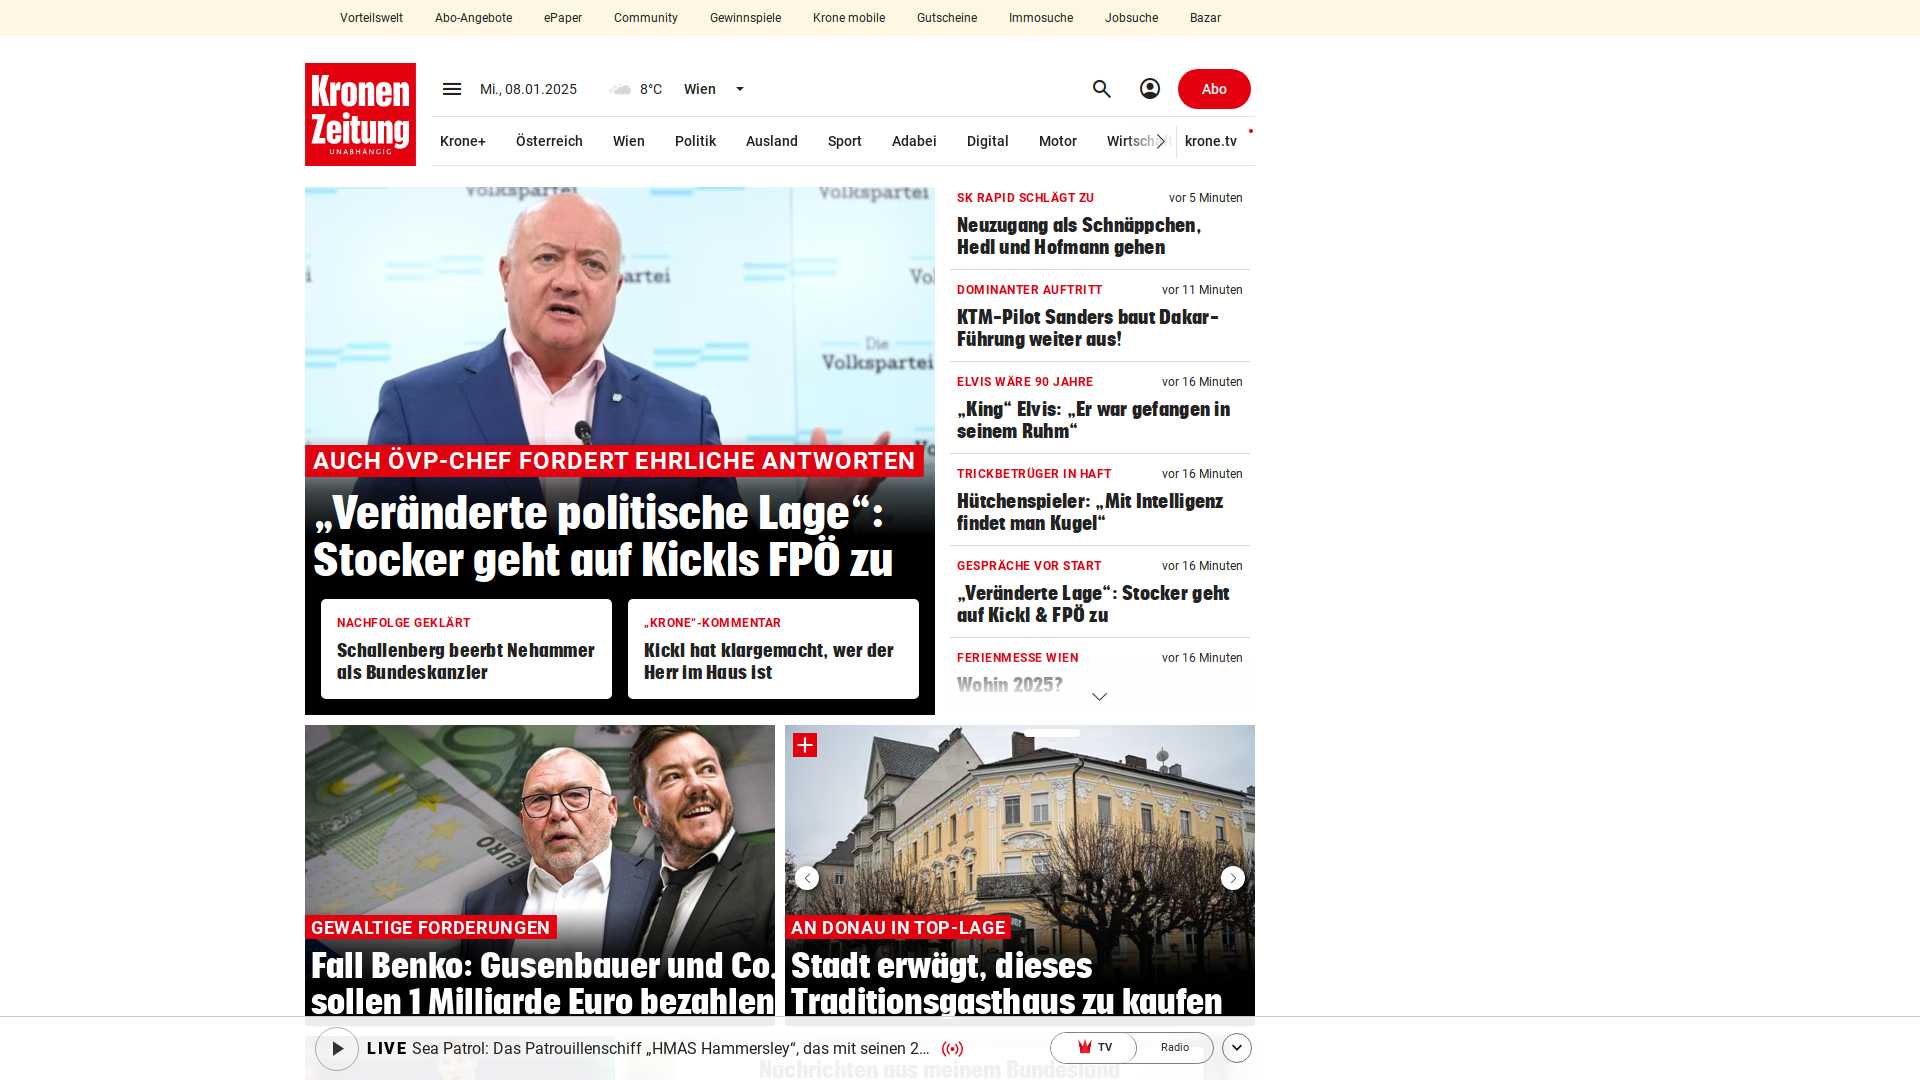 Vorteilswelt Abo-Angebote ePaper Community Gewinnspiele Krone mobile Gutscheine Immosuche Jobsuche Bazar
Kronen
Zeitung
UNABHÄNGIG
Mi., 08.01.2025 8°C Wien Abo
Krone+ Österreich Wien Politik Ausland Sport Adabei Digital Motor Wirtschaft krone.tv
Volkspartei Volkspartei
Die
Volkspartei
AUCH ÖVP-CHEF FORDERT EHRLICHE ANTWORTEN
„Veränderte politische Lage“:
Stocker geht auf Kickls FPÖ zu
NACHFOLGE GEKLÄRT
Schallenberg beerbt Nehammer
als Bundeskanzler
„KRONE“-KOMMENTAR
Kickl hat klargemacht, wer der
Herr im Haus ist
SK RAPID SCHLÄGT ZU vor 5 Minuten
Neuzugang als Schnäppchen,
Hedl und Hofmann gehen
DOMINANTER AUFTRITT vor 11 Minuten
KTM-Pilot Sanders baut Dakar-
Führung weiter aus!
ELVIS WÄRE 90 JAHRE vor 16 Minuten
„King“ Elvis: „Er war gefangen in
seinem Ruhm“
TRICKBETRÜGER IN HAFT vor 16 Minuten
Hütchenspieler: „Mit Intelligenz
findet man Kugel“
GESPRÄCHE VOR START vor 16 Minuten
„Veränderte Lage“: Stocker geht
auf Kickl & FPÖ zu
FERIENMESSE WIEN vor 16 Minuten
Wohin 2025?
EURO
GEWALTIGE FORDERUNGEN
Fall Benko: Gusenbauer und Co.
sollen 1 Milliarde Euro bezahlen
AN DONAU IN TOP-LAGE
Stadt erwägt, dieses
Traditionsgasthaus zu kaufen
LIVE Sea Patrol: Das Patrouillenschiff „HMAS Hammersley“, das mit seinen 2... TV Radio
Nachrichten aus meinem Bundesland